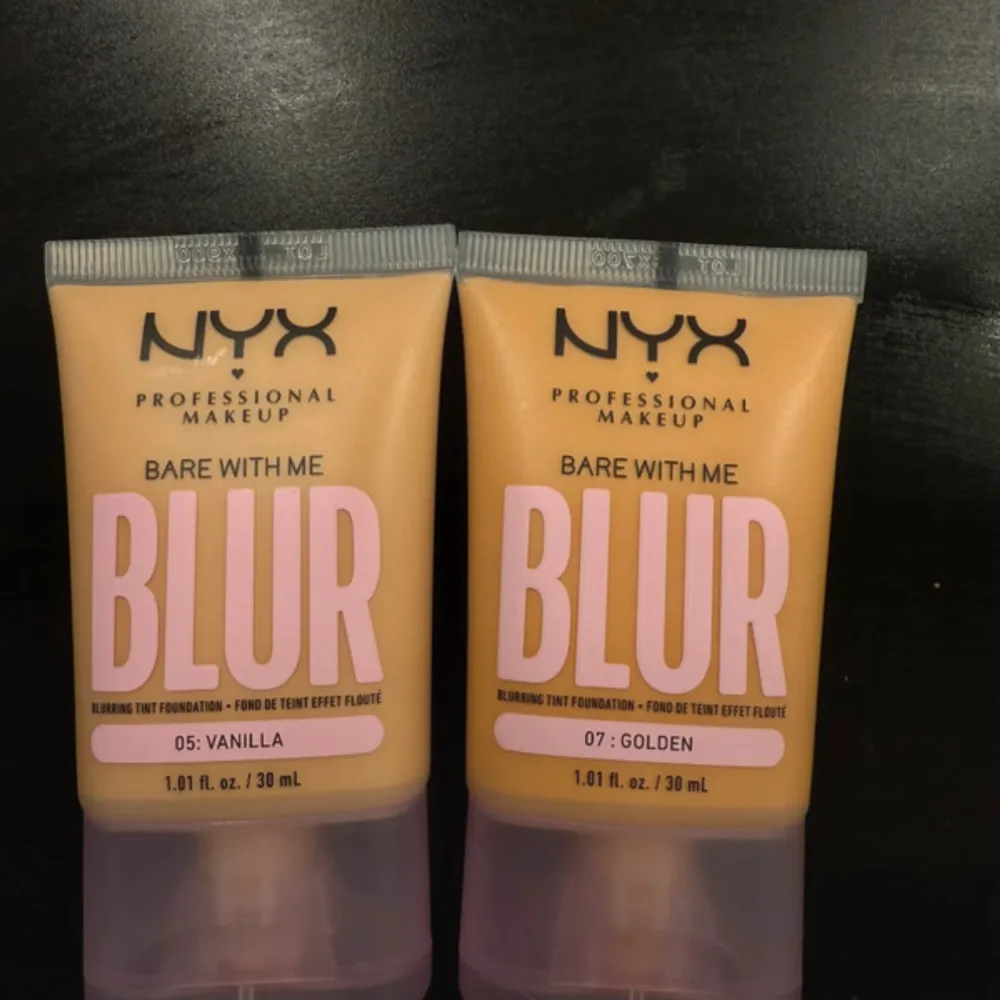 NYX
PROFESSIONAL
MAKEUP
BARE WITH ME
BLUR
BLURRING TINT FOUNDATION • FOND DE TEINT EFFET FLOUTÉ
05: VANILLA
1.01 fl. oz. / 30 mL
NYX
PROFESSIONAL
MAKEUP
BARE WITH ME
BLUR
BLURRING TINT FOUNDATION • FOND DE TEINT EFFET FLOUTÉ
07 : GOLDEN
1.01 fl. oz. / 30 mL